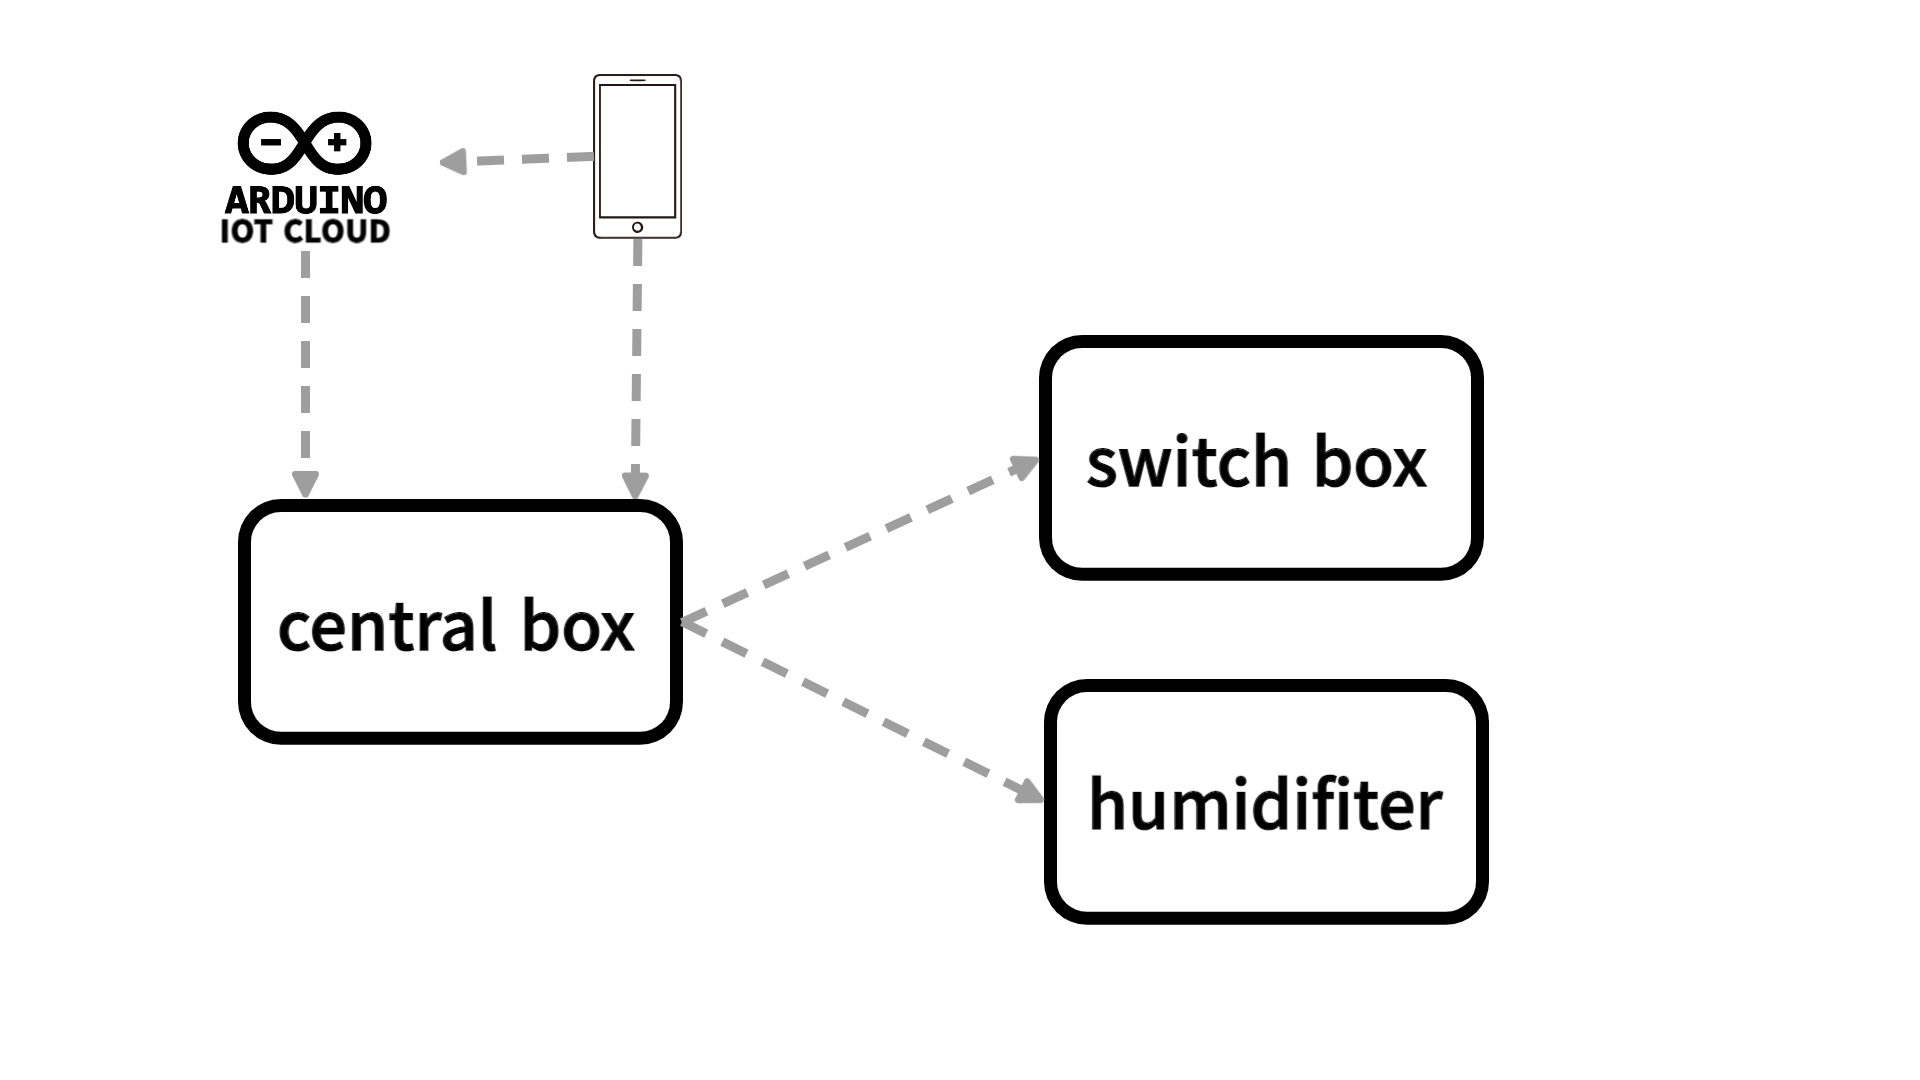 ARDUINO
IOT CLOUD
switch box
central box
humidifiter